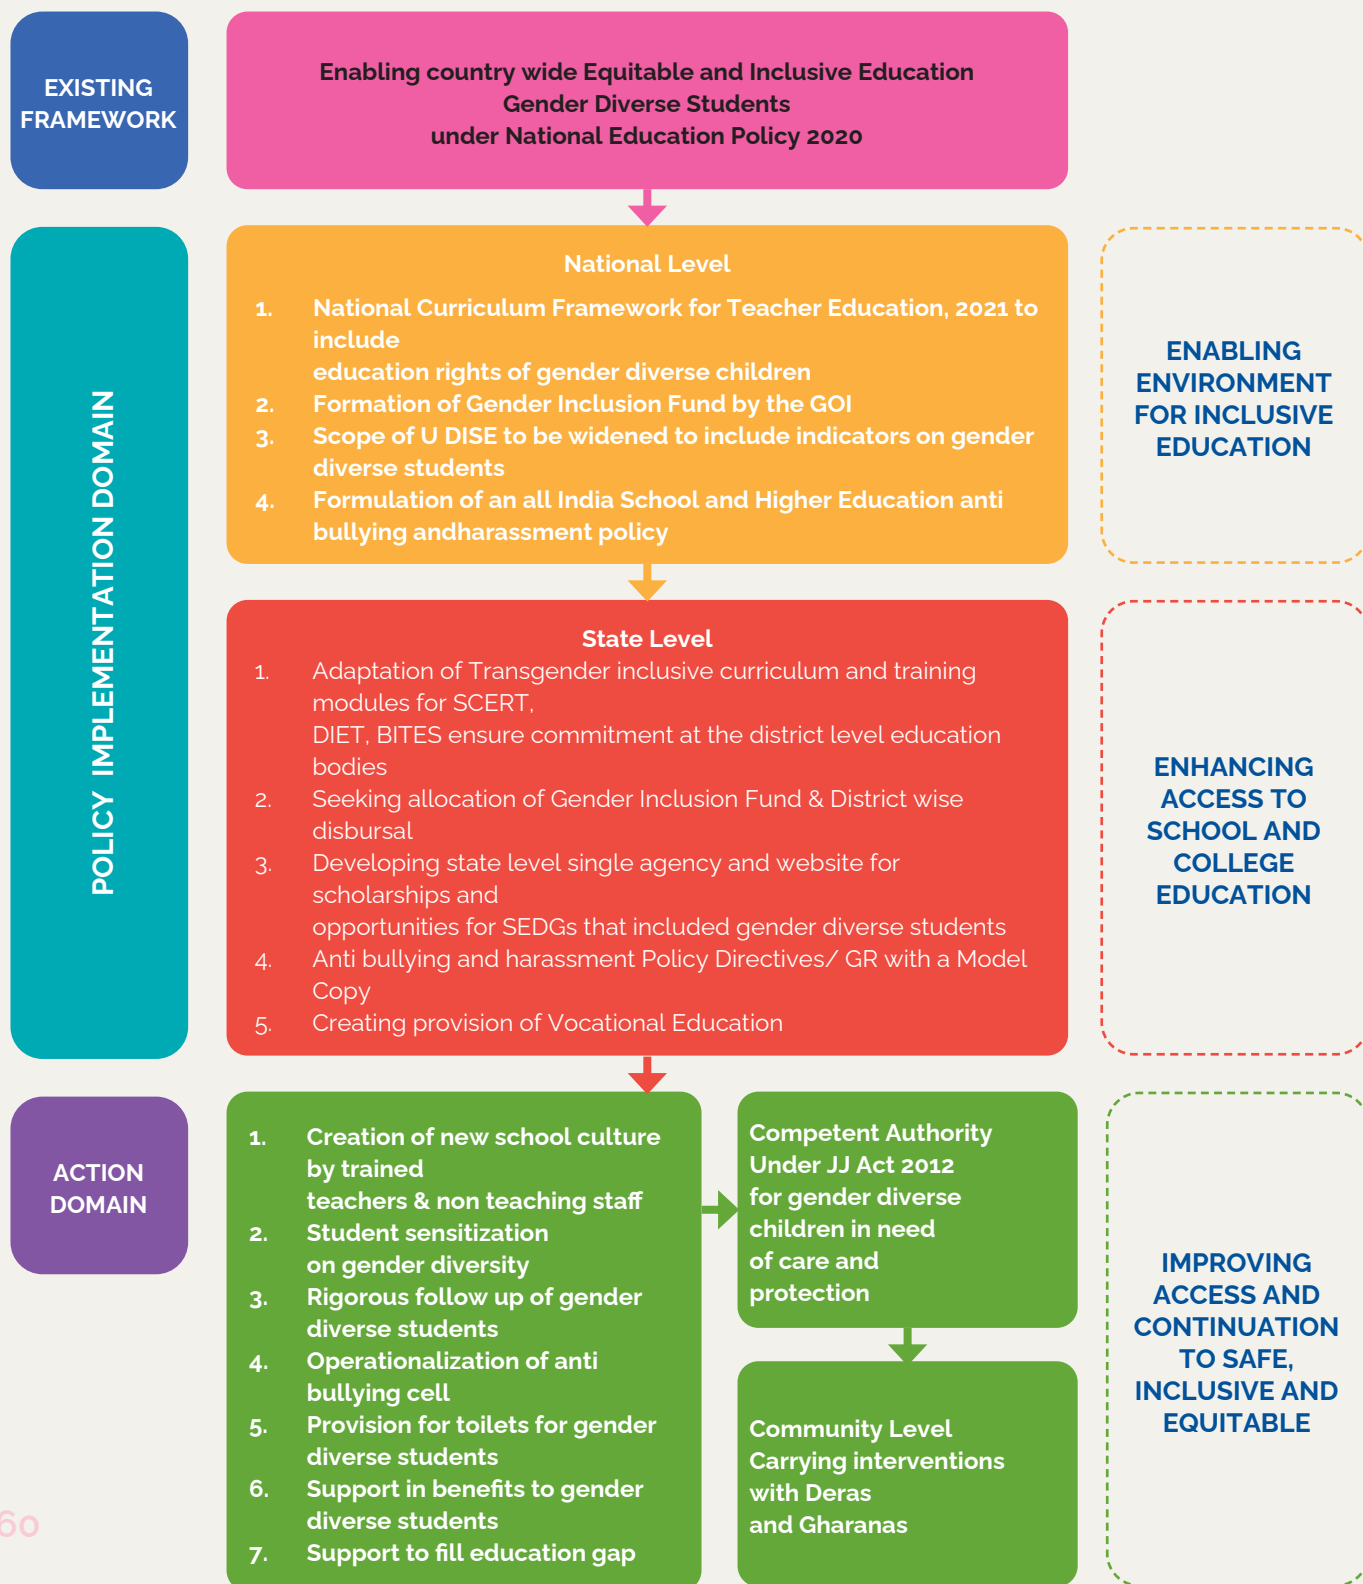 EXISTING
FRAMEWORK
Enabling country wide Equitable and Inclusive Education
Gender Diverse Students
under National Education Policy 2020
POLICY IMPLEMENTATION DOMAIN
National Level
1. National Curriculum Framework for Teacher Education, 2021 to
include
education rights of gender diverse children
2. Formation of Gender Inclusion Fund by the GOI
3. Scope of U DISE to be widened to include indicators on gender
diverse students
4. Formulation of an all India School and Higher Education anti
bullying andharassment policy
ENABLING
ENVIRONMENT
FOR INCLUSIVE
EDUCATION
State Level
1. Adaptation of Transgender inclusive curriculum and training
modules for SCERT,
DIET, BITES ensure commitment at the district level education
bodies
2. Seeking allocation of Gender Inclusion Fund & District wise
disbursal
3. Developing state level single agency and website for
scholarships and
opportunities for SEDGs that included gender diverse students
4. Anti bullying and harassment Policy Directives/ GR with a Model
Copy
5. Creating provision of Vocational Education
ENHANCING
ACCESS TO
SCHOOL AND
COLLEGE
EDUCATION
ACTION
DOMAIN
1. Creation of new school culture
by trained
teachers & non teaching staff
2. Student sensitization
on gender diversity
3. Rigorous follow up of gender
diverse students
4. Operationalization of anti
bullying cell
5. Provision for toilets for gender
diverse students
6. Support in benefits to gender
diverse students
7. Support to fill education gap
Competent Authority
Under JJ Act 2012
for gender diverse
children in need
of care and
protection
Community Level
Carrying interventions
with Deras
and Gharanas
IMPROVING
ACCESS AND
CONTINUATION
TO SAFE,
INCLUSIVE AND
EQUITABLE
60